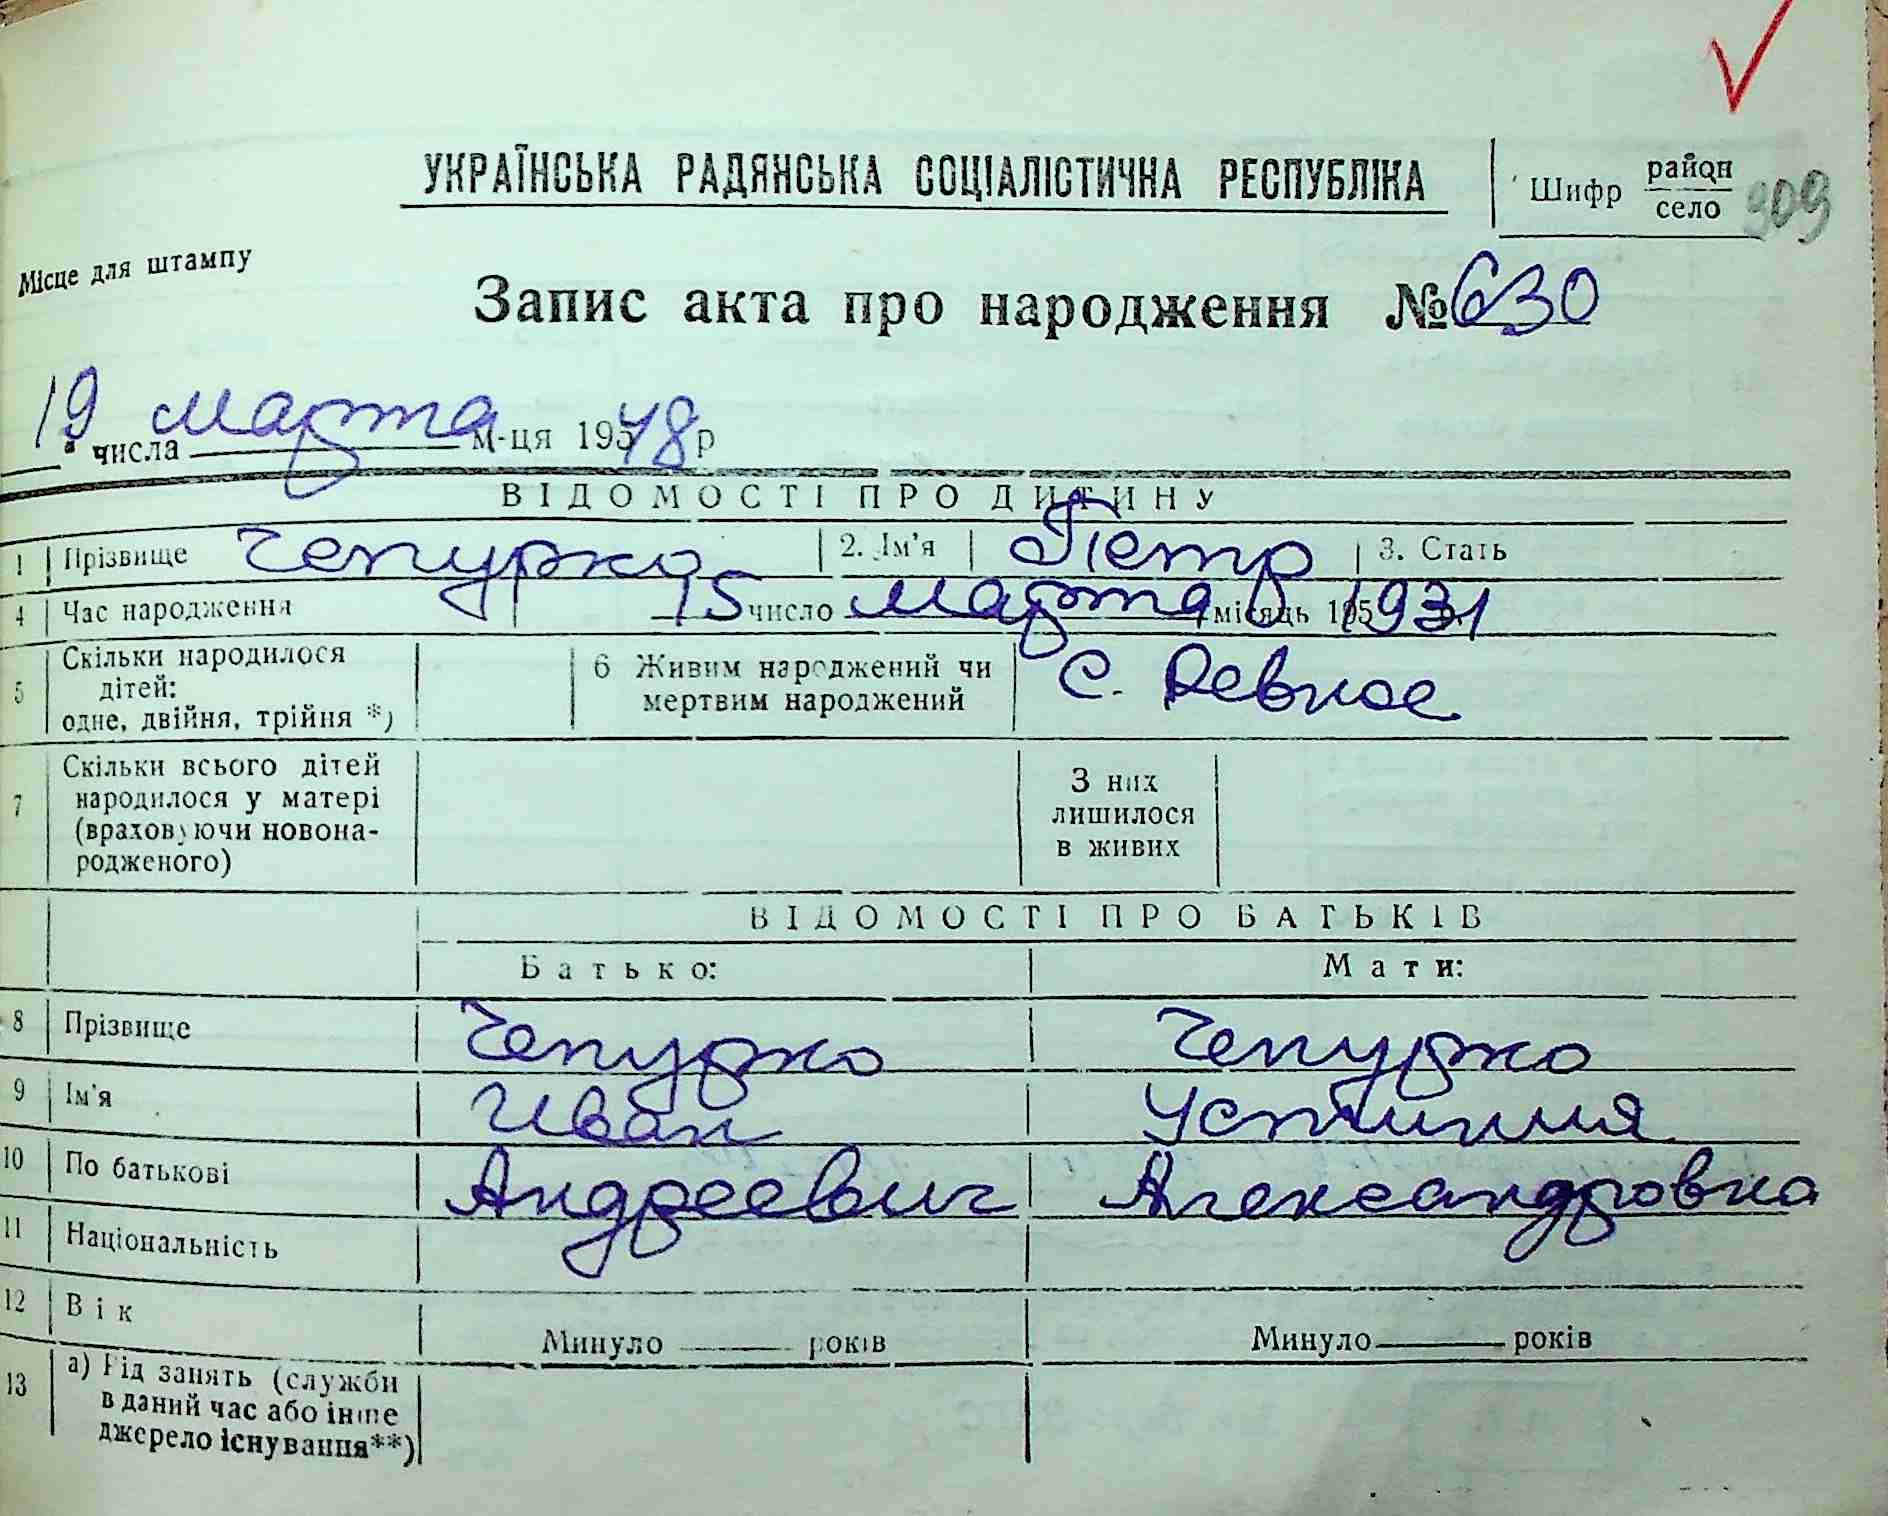 УКРАЇНСЬКА РАДЯНСЬКА СОЦІАЛІСТИЧНА РЕСПУБЛІКА
Шифр район село 909
Місце для штампу
Запис акта про народження № 630
19 " числа марта м-ця 1948 р
ВІДОМОСТІ ПРО ДИТИНУ
1 Прізвище Чепурко 2. Ім'я Петр 3. Стать
4 Час народження 15 число марта місяць 195 1931
5 Скільки народилося дітей: одне, двійня, трійня *) 6 Живим народжений чи мертвим народжений с. Ревное
7 Скільки всього дітей народилося у матері (враховуючи новонародженого) З них лишилося в живих
ВІДОМОСТІ ПРО БАТЬКІВ
Батько: Мати:
8 Прізвище Чепурко Чепурко
9 Ім'я Иван Устиния
10 По батькові Андреевич Александровна
11 Національність
12 Вік Минуло років Минуло років
13 а) Рід занять (служби в даний час або інше джерело існування**)